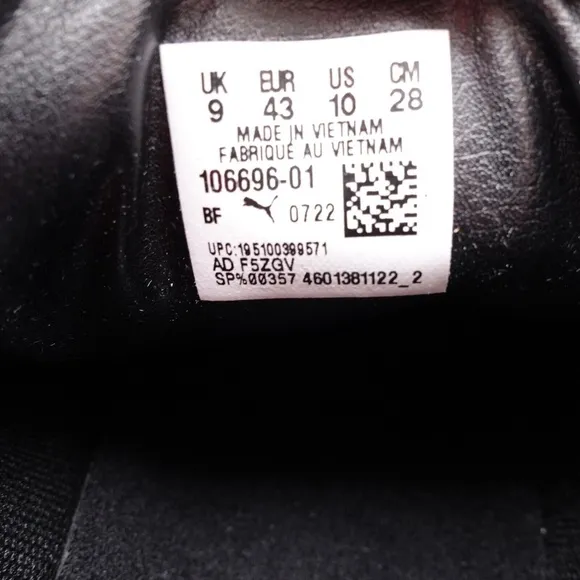 UK EUR US CM
9 43 10 28
MADE IN VIETNAM
FABRIQUÉ AU VIETNAM
106696-01
BF 0722
UPC:195100399571
AD F5ZGV
SP%00357 4601381122_2